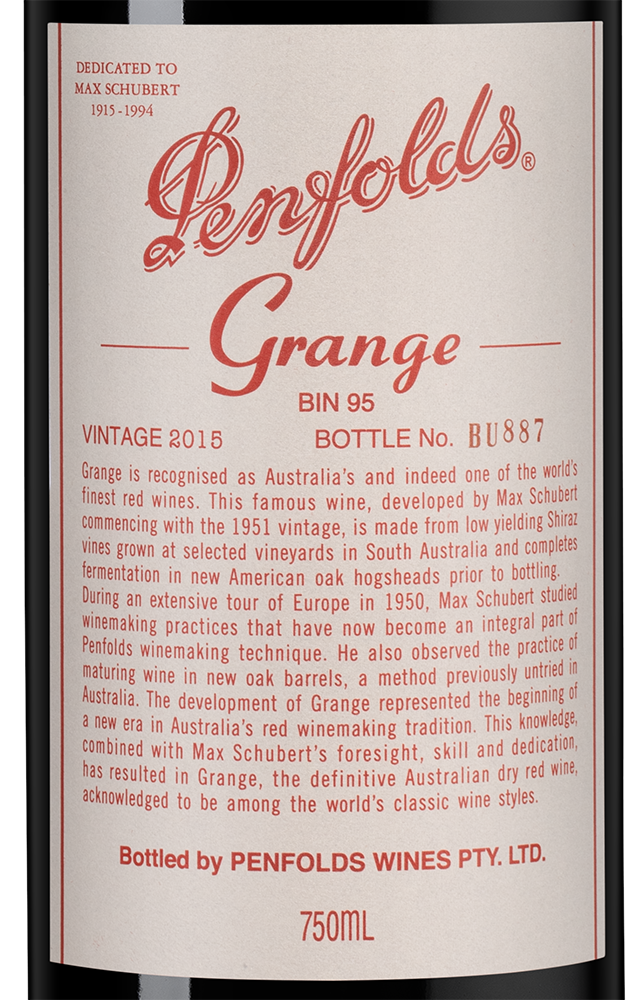 DEDICATED TO
MAX SCHUBERT
1915-1994
Penfolds®
Grange
BIN 95
VINTAGE 2015 BOTTLE No. BU887
Grange is recognised as Australia's and indeed one of the world's
finest red wines. This famous wine, developed by Max Schubert
commencing with the 1951 vintage, is made from low yielding Shiraz
vines grown at selected vineyards in South Australia and completes
fermentation in new American oak hogsheads prior to bottling.
During an extensive tour of Europe in 1950, Max Schubert studied
winemaking practices that have now become an integral part of
Penfolds winemaking technique. He also observed the practice of
maturing wine in new oak barrels, a method previously untried in
Australia. The development of Grange represented the beginning of
a new era in Australia's red winemaking tradition. This knowledge,
combined with Max Schubert's foresight, skill and dedication,
has resulted in Grange, the definitive Australian dry red wine,
acknowledged to be among the world's classic wine styles.
Bottled by PENFOLDS WINES PTY. LTD.
750mL